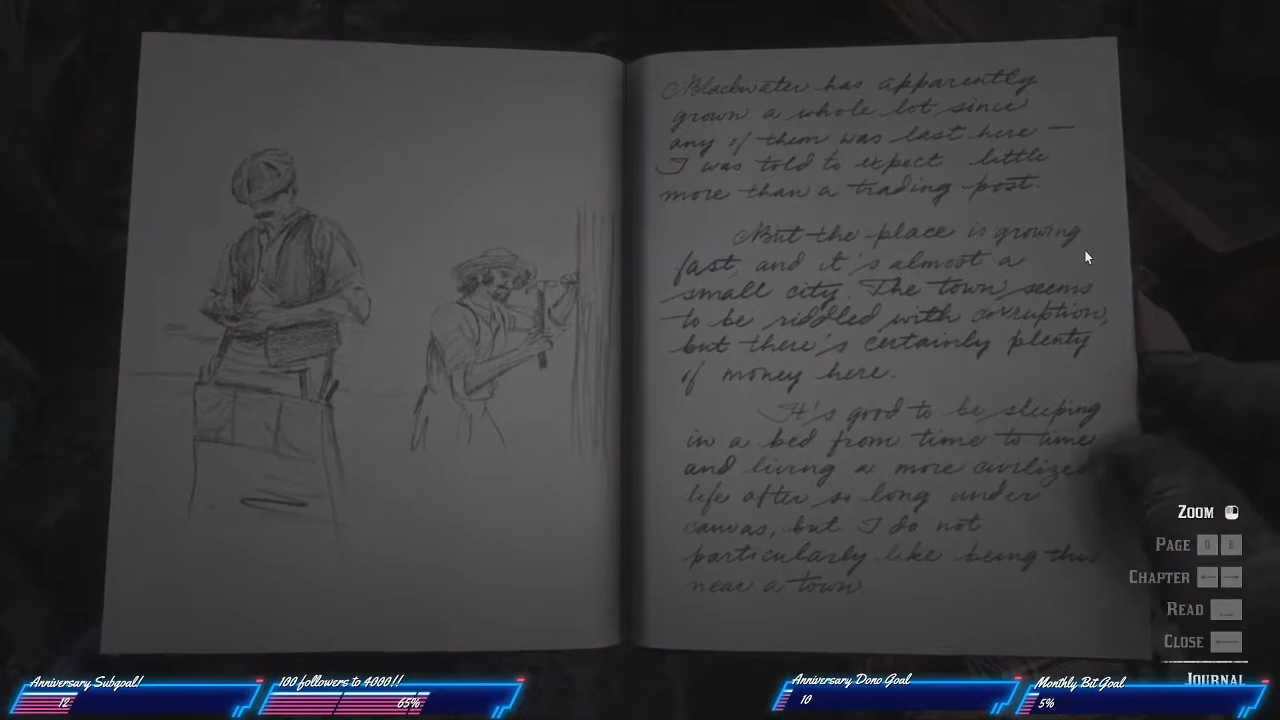 Blackwater has apparently
grown a whole lot since
any of them was last here —
I was told to expect little
more than a trading post.
But the place is growing
fast, and it's almost a
small city. The town seems
to be riddled with corruption,
but there's certainly plenty
of money here.
It's good to be sleeping
in a bed from time to time
and living a more civilized
life after so long under
canvas, but I do not
particularly like being this
near a town.
ZOOM
PAGE Q E
CHAPTER
READ
CLOSE
JOURNAL
Anniversary Subgoal!
12
100 followers to 4000!!
65%
Anniversary Dono Goal
10
Monthly Bit Goal
5%